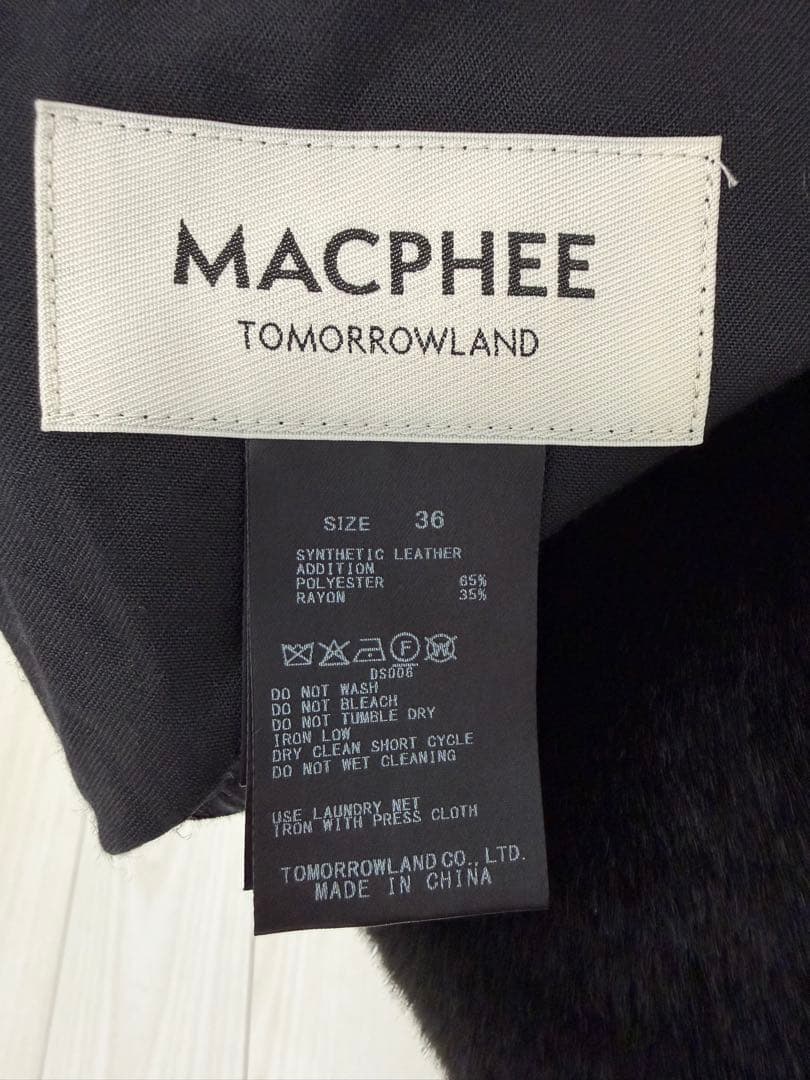 MACPHEE
TOMORROWLAND
SIZE 36
SYNTHETIC LEATHER
ADDITION
POLYESTER 65%
RAYON 35%
F W
DS006
DO NOT WASH
DO NOT BLEACH
DO NOT TUMBLE DRY
IRON LOW
DRY CLEAN SHORT CYCLE
DO NOT WET CLEANING
USE LAUNDRY NET
IRON WITH PRESS CLOTH
TOMORROWLAND CO., LTD.
MADE IN CHINA